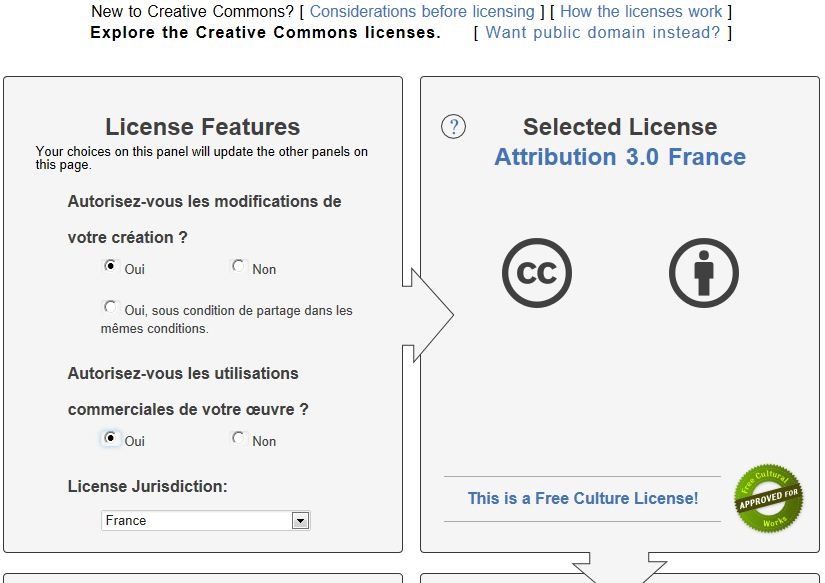 New to Creative Commons? [ Considerations before licensing ] [ How the licenses work ]
Explore the Creative Commons licenses. [ Want public domain instead? ]
License Features
Your choices on this panel will update the other panels on
this page.
Autorisez-vous les modifications de
votre création ?
Oui Non
Oui, sous condition de partage dans les
mêmes conditions.
Autorisez-vous les utilisations
commerciales de votre œuvre ?
Oui Non
License Jurisdiction:
France
?
Selected License
Attribution 3.0 France
cc
This is a Free Culture License!
Free Cultural
APPROVED FOR
Works